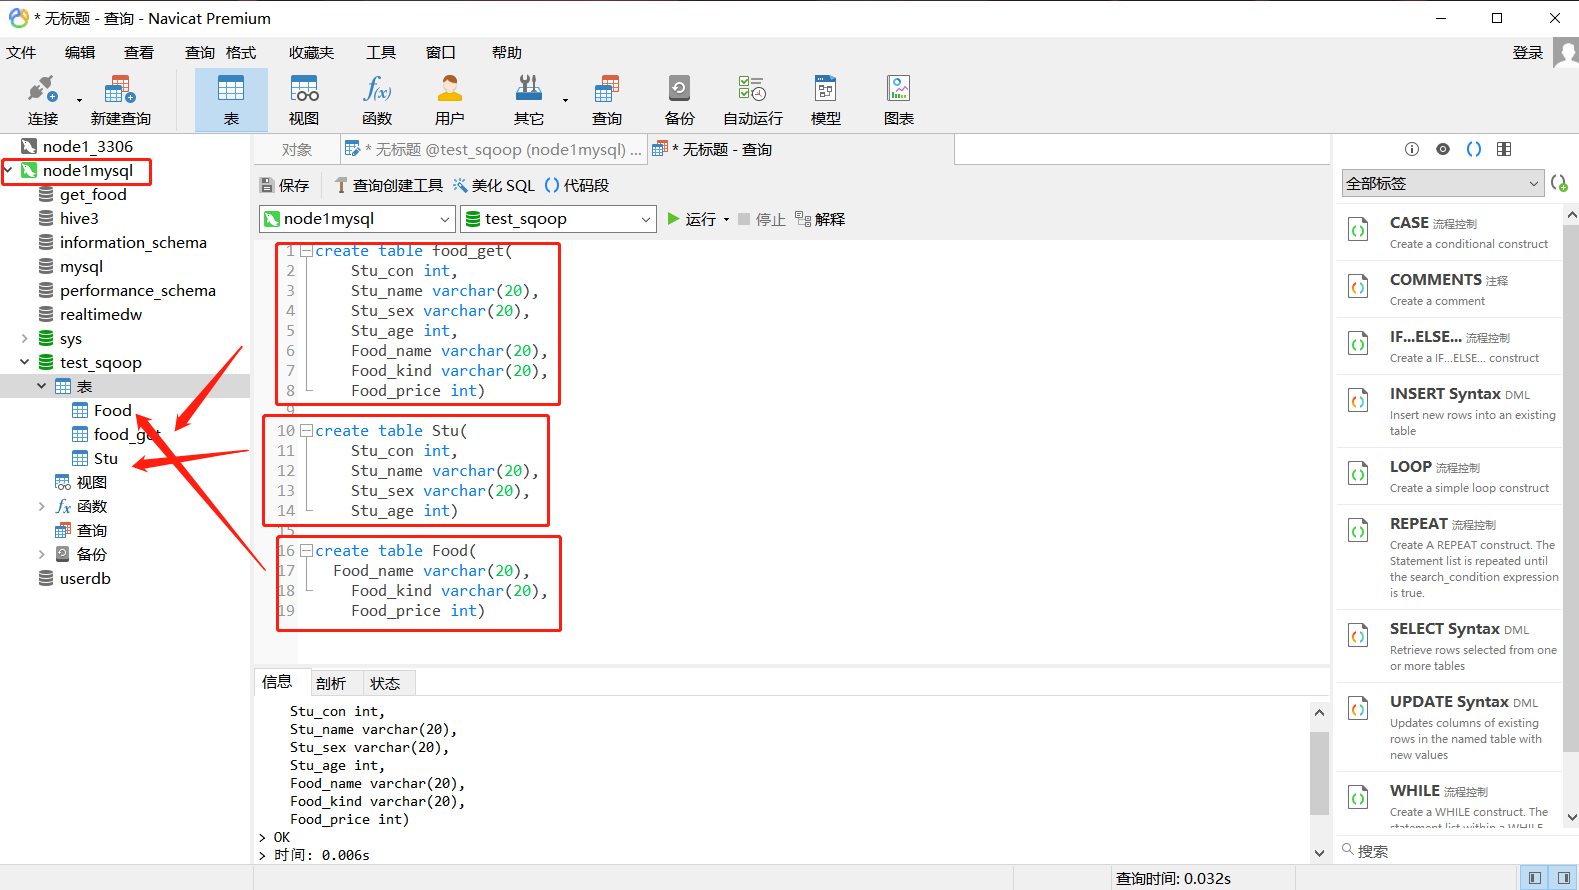 * 无标题 - 查询 - Navicat Premium
文件 编辑 查看 查询 格式 收藏夹 工具 窗口 帮助 登录
连接 新建查询 表 视图 函数 用户 其它 查询 备份 自动运行 模型 图表
node1_3306
node1mysql
get_food
hive3
information_schema
mysql
performance_schema
realtimedw
sys
test_sqoop
表
Food
food_get
Stu
视图
函数
查询
备份
userdb
对象 * 无标题 @test_sqoop (node1mysql) ... * 无标题 - 查询
保存 查询创建工具 美化 SQL () 代码段
node1mysql test_sqoop 运行 停止 解释
1 create table food_get(
2 Stu_con int,
3 Stu_name varchar(20),
4 Stu_sex varchar(20),
5 Stu_age int,
6 Food_name varchar(20),
7 Food_kind varchar(20),
8 Food_price int)
9
10 create table Stu(
11 Stu_con int,
12 Stu_name varchar(20),
13 Stu_sex varchar(20),
14 Stu_age int)
15
16 create table Food(
17 Food_name varchar(20),
18 Food_kind varchar(20),
19 Food_price int)
信息 剖析 状态
Stu_con int,
Stu_name varchar(20),
Stu_sex varchar(20),
Stu_age int,
Food_name varchar(20),
Food_kind varchar(20),
Food_price int)
> OK
> 时间: 0.006s
全部标签
CASE 流程控制
Create a conditional construct
COMMENTS 注释
Create a comment
IF...ELSE... 流程控制
Create a IF...ELSE... construct
INSERT Syntax DML
Insert new rows into an existing
table
LOOP 流程控制
Create a simple loop construct
REPEAT 流程控制
Create A REPEAT construct. The
Statement list is repeated until
the search_condition expression
is true.
SELECT Syntax DML
Retrieve rows selected from one
or more tables
UPDATE Syntax DML
Updates columns of existing
rows in the named table with
new values
WHILE 流程控制
Create a WHILE construct. The
statement list within a WHILE
搜索
查询时间: 0.032s